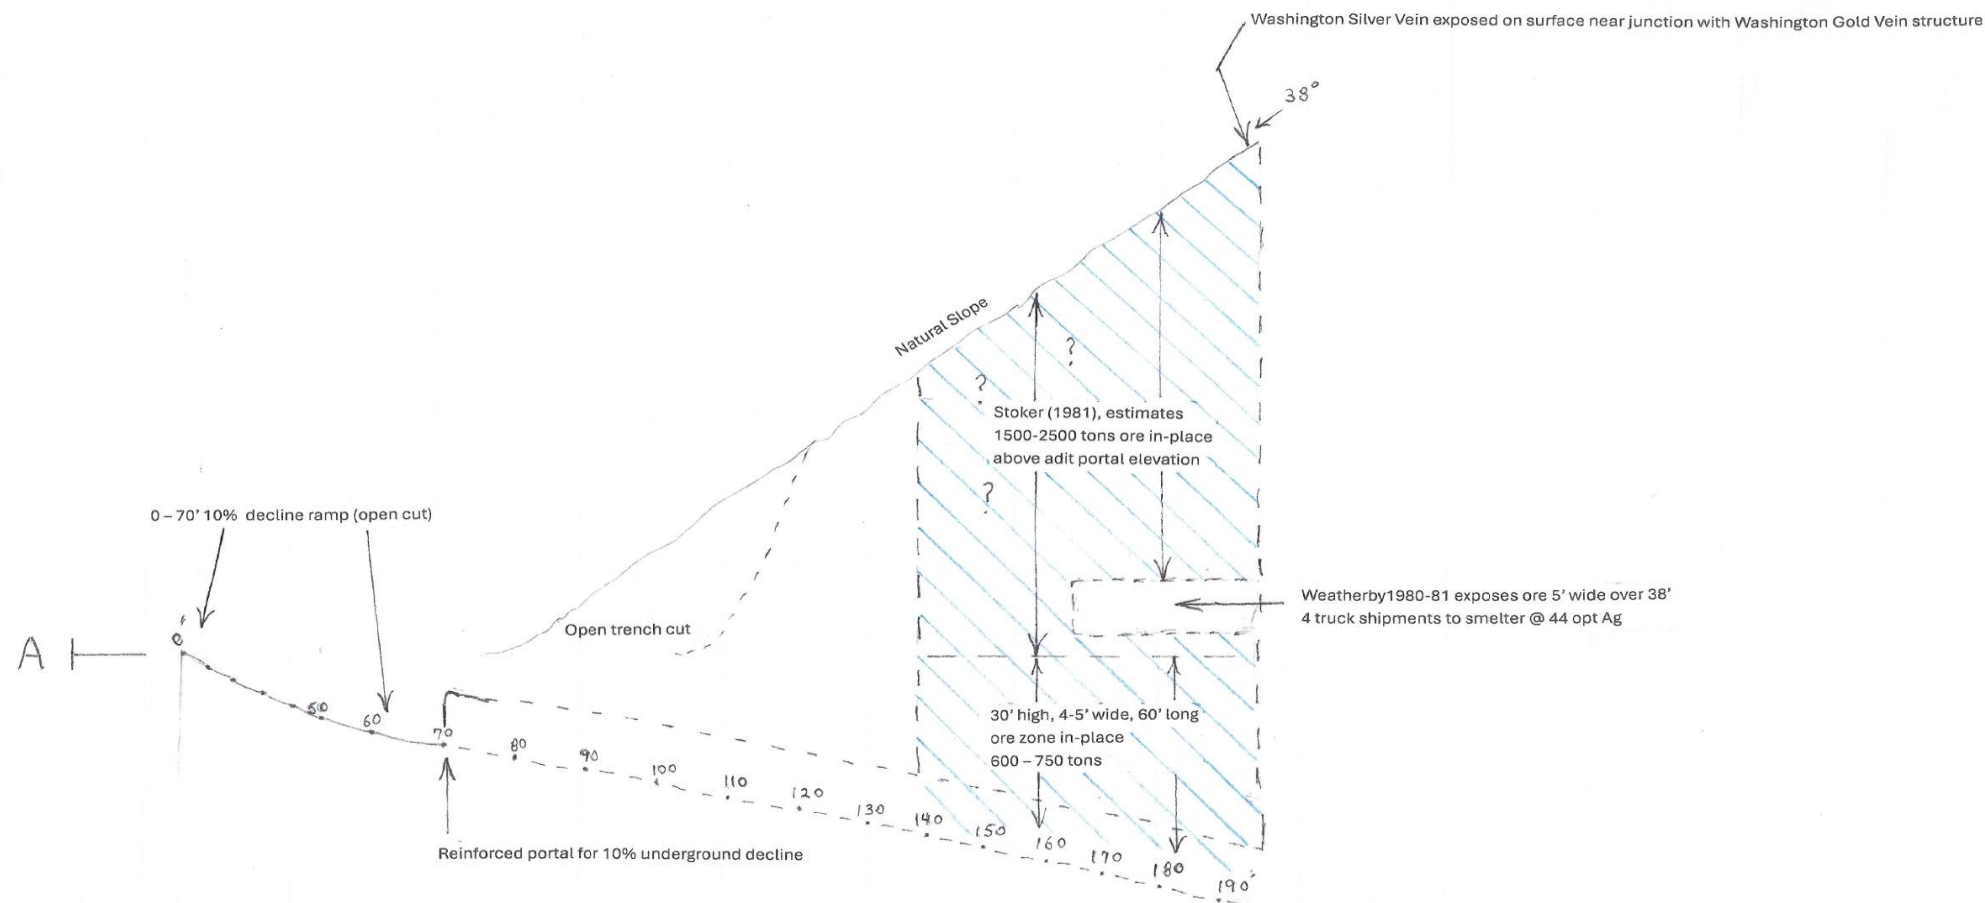 Washington Silver Vein exposed on surface near junction with Washington Gold Vein structure
38°
Natural Slope
?
?
Stoker (1981), estimates
1500-2500 tons ore in-place
above adit portal elevation
?
0 – 70' 10% decline ramp (open cut)
Weatherby1980-81 exposes ore 5' wide over 38'
4 truck shipments to smelter @ 44 opt Ag
Open trench cut
A
0
50
60
70
80
90
100
110
120
130
140
150
160
170
180
190'
30' high, 4-5' wide, 60' long
ore zone in-place
600 – 750 tons
Reinforced portal for 10% underground decline